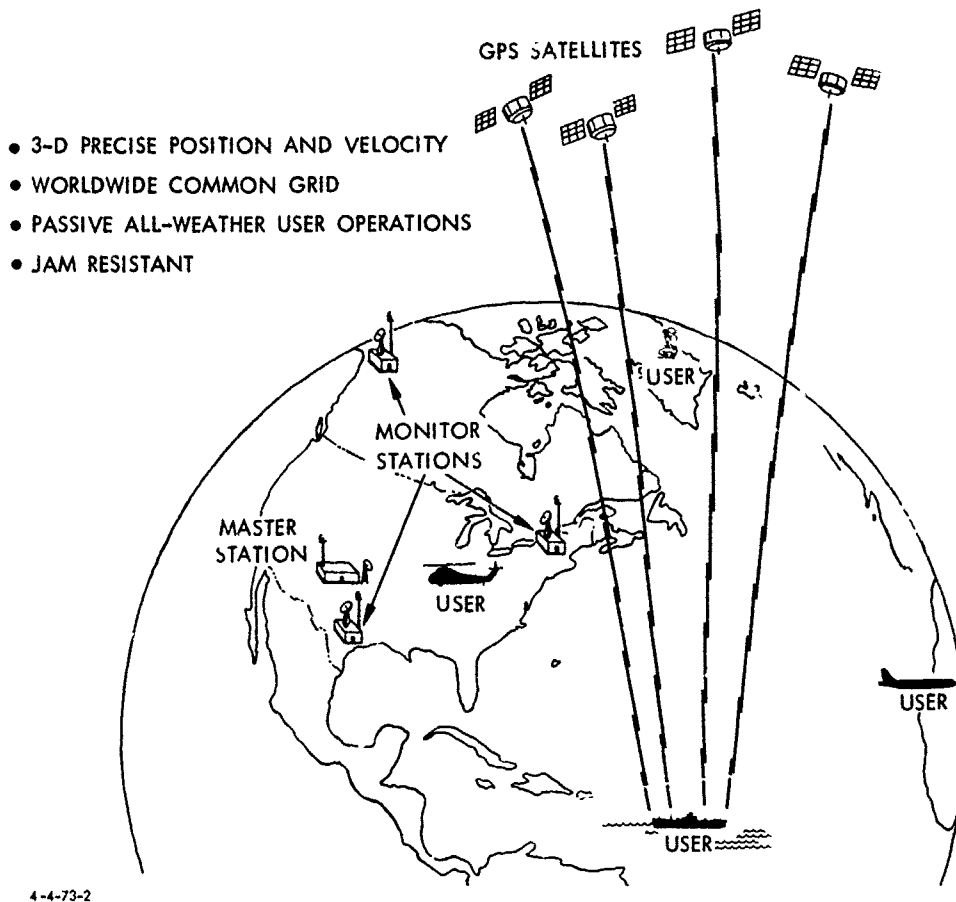 GPS SATELLITES
• 3-D PRECISE POSITION AND VELOCITY
• WORLDWIDE COMMON GRID
• PASSIVE ALL-WEATHER USER OPERATIONS
• JAM RESISTANT
USER
MONITOR
STATIONS
MASTER
STATION
USER
USER
USER
4-4-73-2